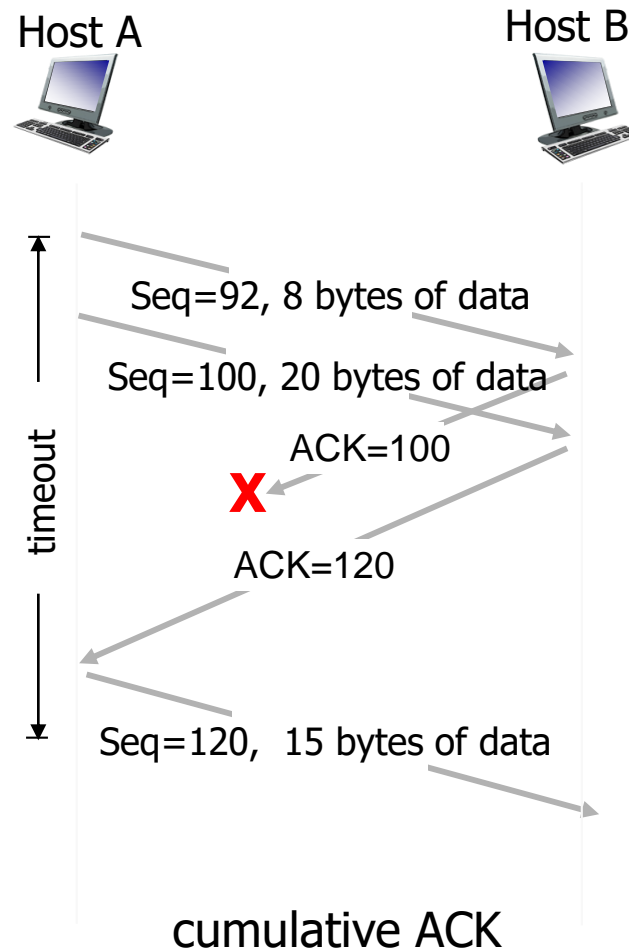 Host A
Host B
Seq=92, 8 bytes of data
Seq=100, 20 bytes of data
ACK=100
X
timeout
ACK=120
Seq=120, 15 bytes of data
cumulative ACK